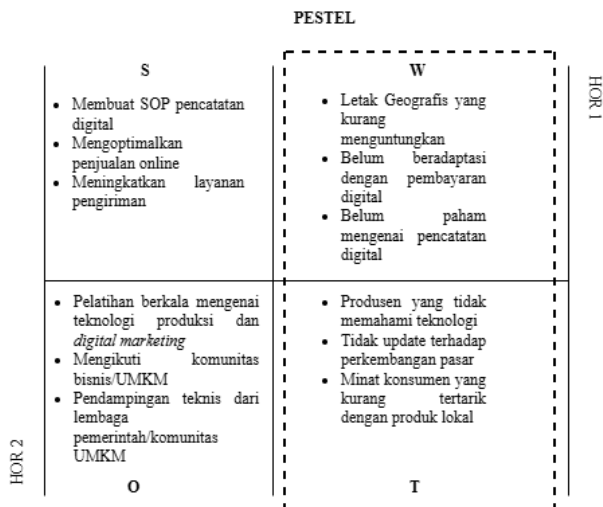 PESTEL
S
• Membuat SOP pencatatan
digital
• Mengoptimalkan
penjualan online
• Meningkatkan layanan
pengiriman
W
• Letak Geografis yang
kurang
menguntungkan
• Belum beradaptasi
dengan pembayaran
digital
• Belum paham
mengenai pencatatan
digital
HOR 1
• Pelatihan berkala mengenai
teknologi produksi dan
digital marketing
• Mengikuti komunitas
bisnis/UMKM
• Pendampingan teknis dari
lembaga
pemerintah/komunitas
UMKM
O
• Produsen yang tidak
memahami teknologi
• Tidak update terhadap
perkembangan pasar
• Minat konsumen yang
kurang tertarik
dengan produk lokal
T
HOR 2